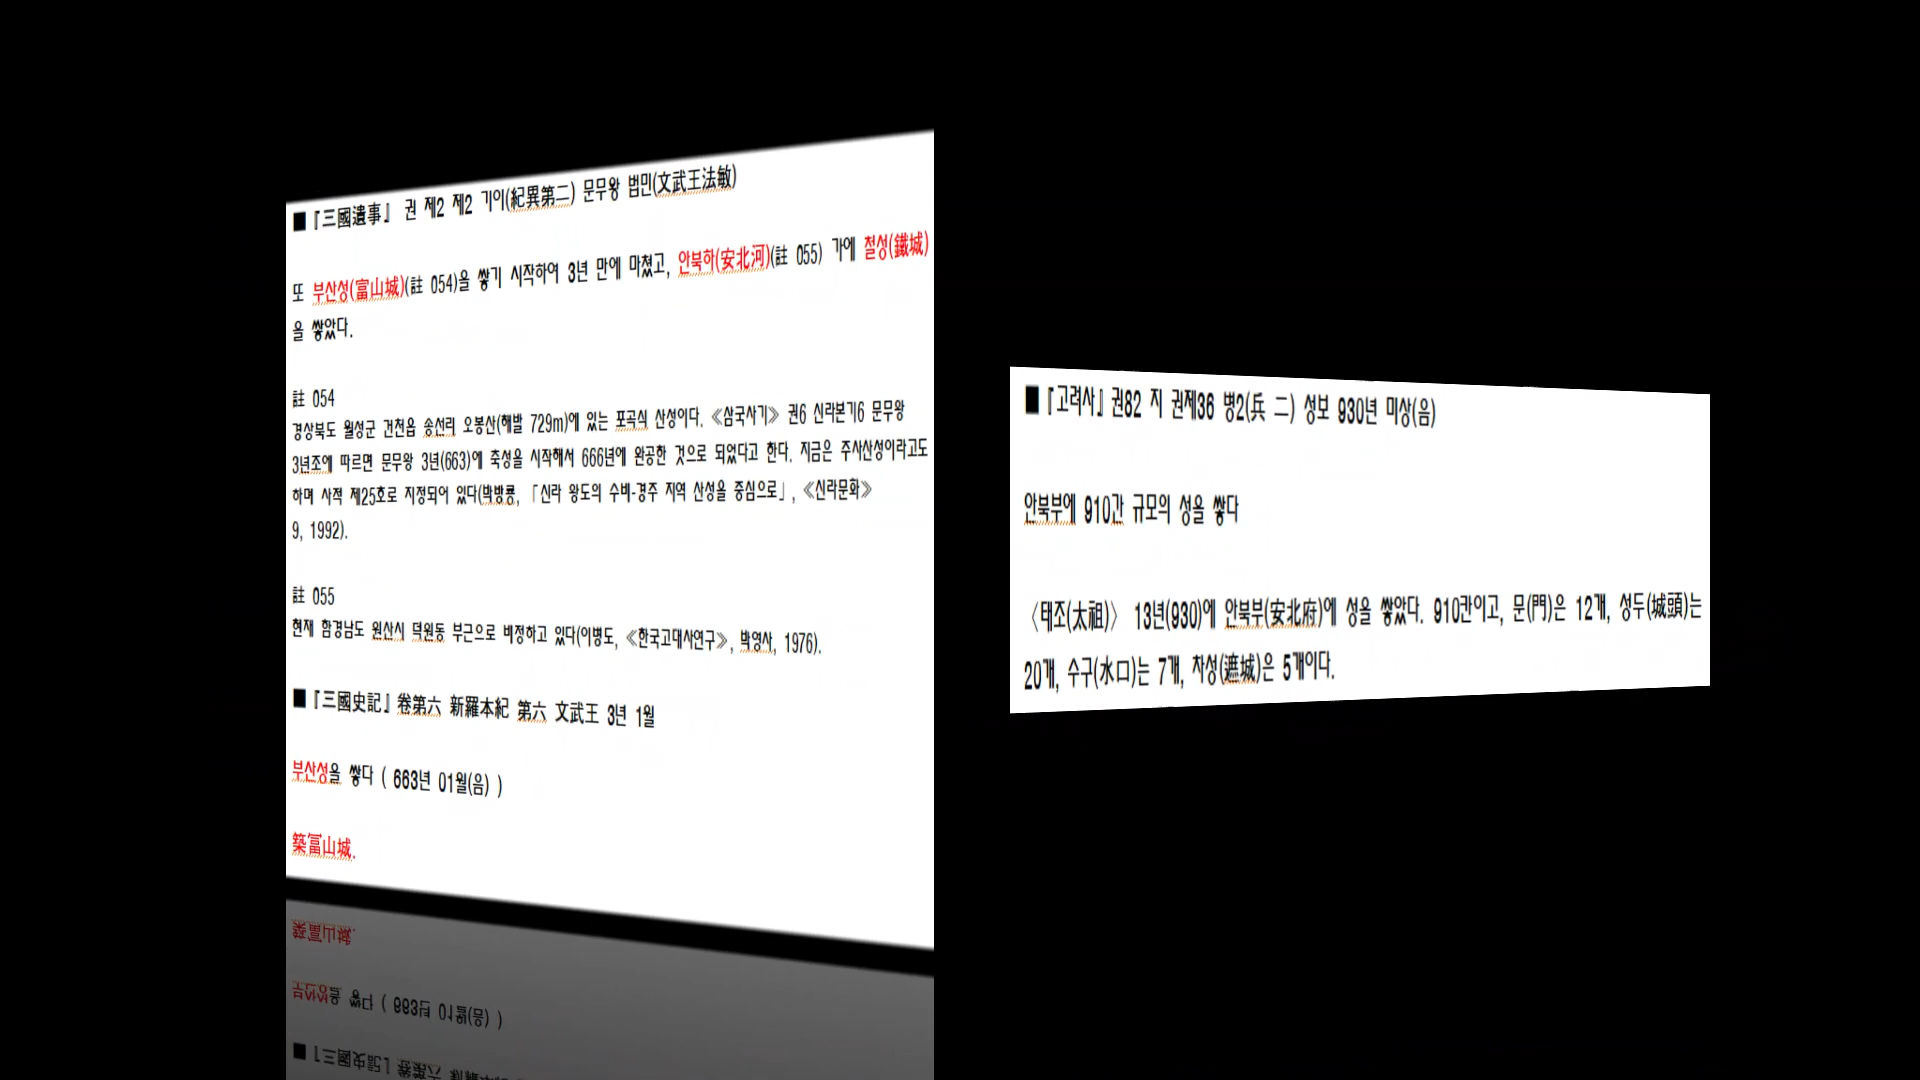 ■『三國遺事』 권 제2 제2 기이(紀異第二) 문무왕 법민(文武王法敏)
또 부산성(富山城)(註 054)을 쌓기 시작하여 3년 만에 마쳤고, 안북하(安北河)(註 055) 가에 철성(鐵城)
을 쌓았다.
註 054
경상북도 월성군 건천읍 송선리 오봉산(해발 729m)에 있는 포곡식 산성이다. 《삼국사기》 권6 신라본기6 문무왕
3년조에 따르면 문무왕 3년(663)에 축성을 시작해서 666년에 완공한 것으로 되었다고 한다. 지금은 주사산성이라고도
하며 사적 제25호로 지정되어 있다(박방룡, 「신라 왕도의 수비-경주 지역 산성을 중심으로」, 《신라문화》
9, 1992).
註 055
현재 함경남도 원산시 덕원동 부근으로 비정하고 있다(이병도, 《한국고대사연구》, 박영사, 1976).
■『三國史記』卷第六 新羅本紀 第六 文武王 3년 1월
부산성을 쌓다 ( 663년 01월(음) )
築冨山城.
■『고려사』권82 지 권제36 병2(兵 二) 성보 930년 미상(음)
안북부에 910간 규모의 성을 쌓다
〈태조(太祖)〉 13년(930)에 안북부(安北府)에 성을 쌓았다. 910칸이고, 문(門)은 12개, 성두(城頭)는
20개, 수구(水口)는 7개, 차성(遮城)은 5개이다.